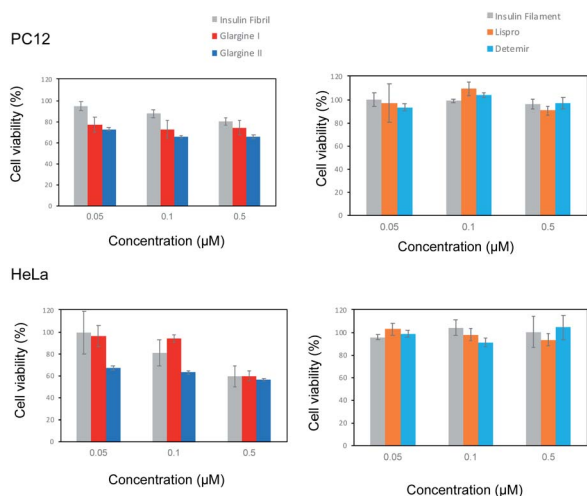 PC12
Insulin Fibril
Glargine I
Glargine II
Cell viability (%)
120
100
80
60
40
20
0
0.05 0.1 0.5
Concentration (μM)
Insulin Filament
Lispro
Detemir
Cell viability (%)
120
100
80
60
40
20
0
0.05 0.1 0.5
Concentration (μM)
HeLa
Cell viability (%)
120
100
80
60
40
20
0
0.05 0.1 0.5
Concentration (μM)
Cell viability (%)
120
100
80
60
40
20
0
0.05 0.1 0.5
Concentration (μM)